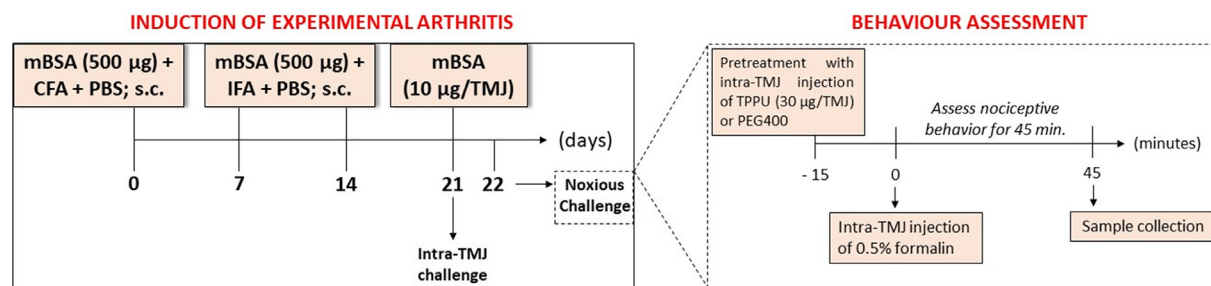 INDUCTION OF EXPERIMENTAL ARTHRITIS
mBSA (500 µg) +
CFA + PBS; s.c.
mBSA (500 µg) +
IFA + PBS; s.c.
mBSA
(10 µg/TMJ)
(days)
0
7
14
21
22
Noxious
Challenge
Intra-TMJ
challenge
BEHAVIOUR ASSESSMENT
Pretreatment with
intra-TMJ injection
of TPPU (30 µg/TMJ)
or PEG400
Assess nociceptive
behavior for 45 min.
(minutes)
- 15
0
45
Intra-TMJ injection
of 0.5% formalin
Sample collection